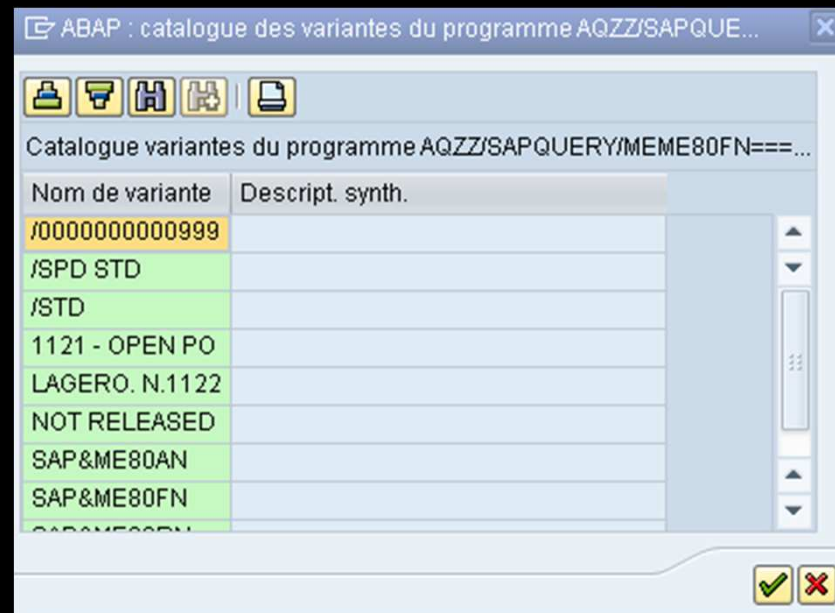 ABAP : catalogue des variantes du programme AQZZ/SAPQUE...
Catalogue variantes du programme AQZZ/SAPQUERY/MEME80FN===...
Nom de variante Descript. synth.
/0000000000999
/SPD STD
/STD
1121 - OPEN PO
LAGERO. N.1122
NOT RELEASED
SAP&ME80AN
SAP&ME80FN